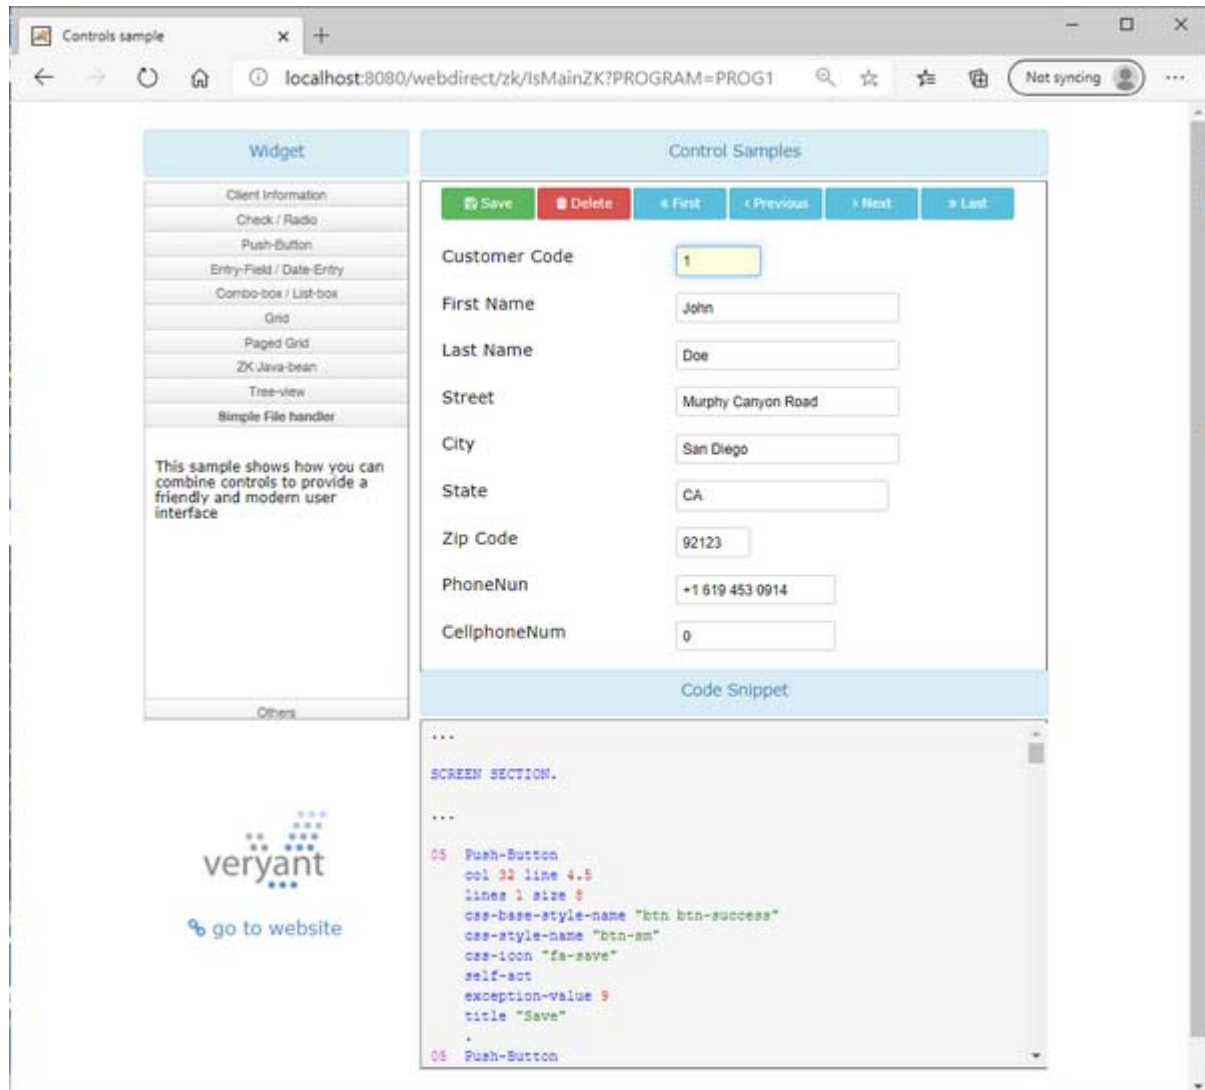 Controls sample
localhost:8080/webdirect/zk/IsMainZK?PROGRAM=PROG1
Not syncing
Widget
Client Information
Check / Radio
Push-Button
Entry-Field / Date-Entry
Combo-box / List-box
Grid
Paged Grid
ZK Java-bean
Tree-view
Simple File handler
This sample shows how you can
combine controls to provide a
friendly and modern user
interface
Others
veryant
go to website
Control Samples
Save Delete « First ‹ Previous › Next » Last
Customer Code 1
First Name John
Last Name Doe
Street Murphy Canyon Road
City San Diego
State CA
Zip Code 92123
PhoneNun +1 619 453 0914
CellphoneNum 0
Code Snippet
...
SCREEN SECTION.
...
05 Push-Button
col 32 line 4.5
lines 1 size 8
css-base-style-name "btn btn-success"
css-style-name "btn-sm"
css-icon "fa-save"
self-act
exception-value 9
title "Save"
.
05 Push-Button